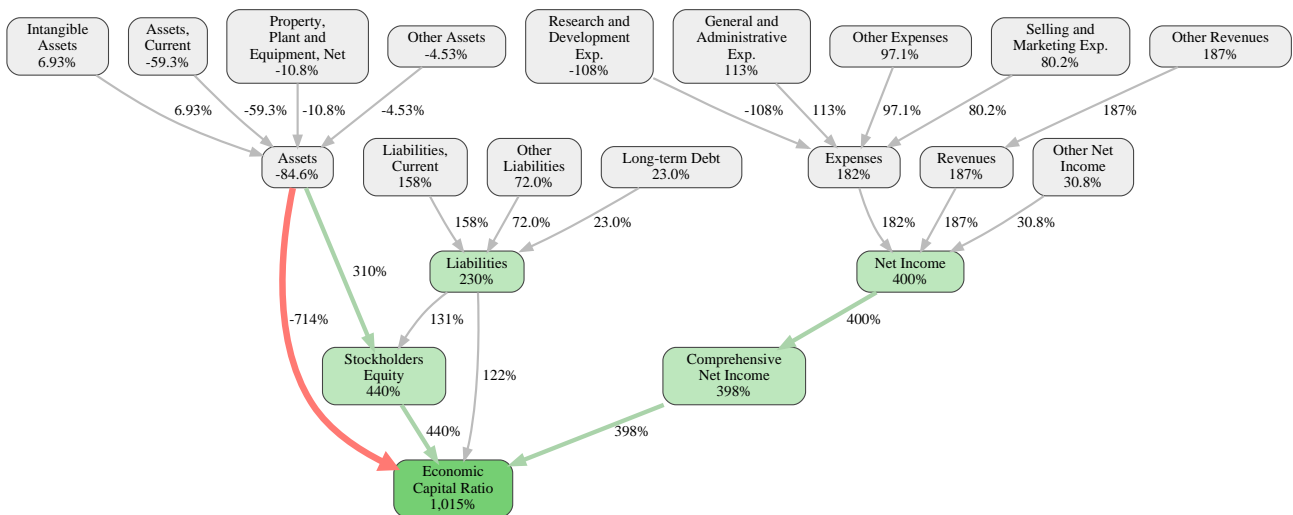 Intangible
Assets
6.93%
Assets,
Current
-59.3%
Property,
Plant and
Equipment, Net
-10.8%
Other Assets
-4.53%
Research and
Development
Exp.
-108%
General and
Administrative
Exp.
113%
Other Expenses
97.1%
Selling and
Marketing Exp.
80.2%
Other Revenues
187%
6.93%
-59.3%
-10.8%
-4.53%
-108%
113%
97.1%
80.2%
187%
Assets
-84.6%
Liabilities,
Current
158%
Other
Liabilities
72.0%
Long-term Debt
23.0%
Expenses
182%
Revenues
187%
Other Net
Income
30.8%
158%
72.0%
23.0%
182%
187%
30.8%
310%
Liabilities
230%
Net Income
400%
-714%
131%
400%
Stockholders
Equity
440%
122%
Comprehensive
Net Income
398%
440%
398%
Economic
Capital Ratio
1,015%